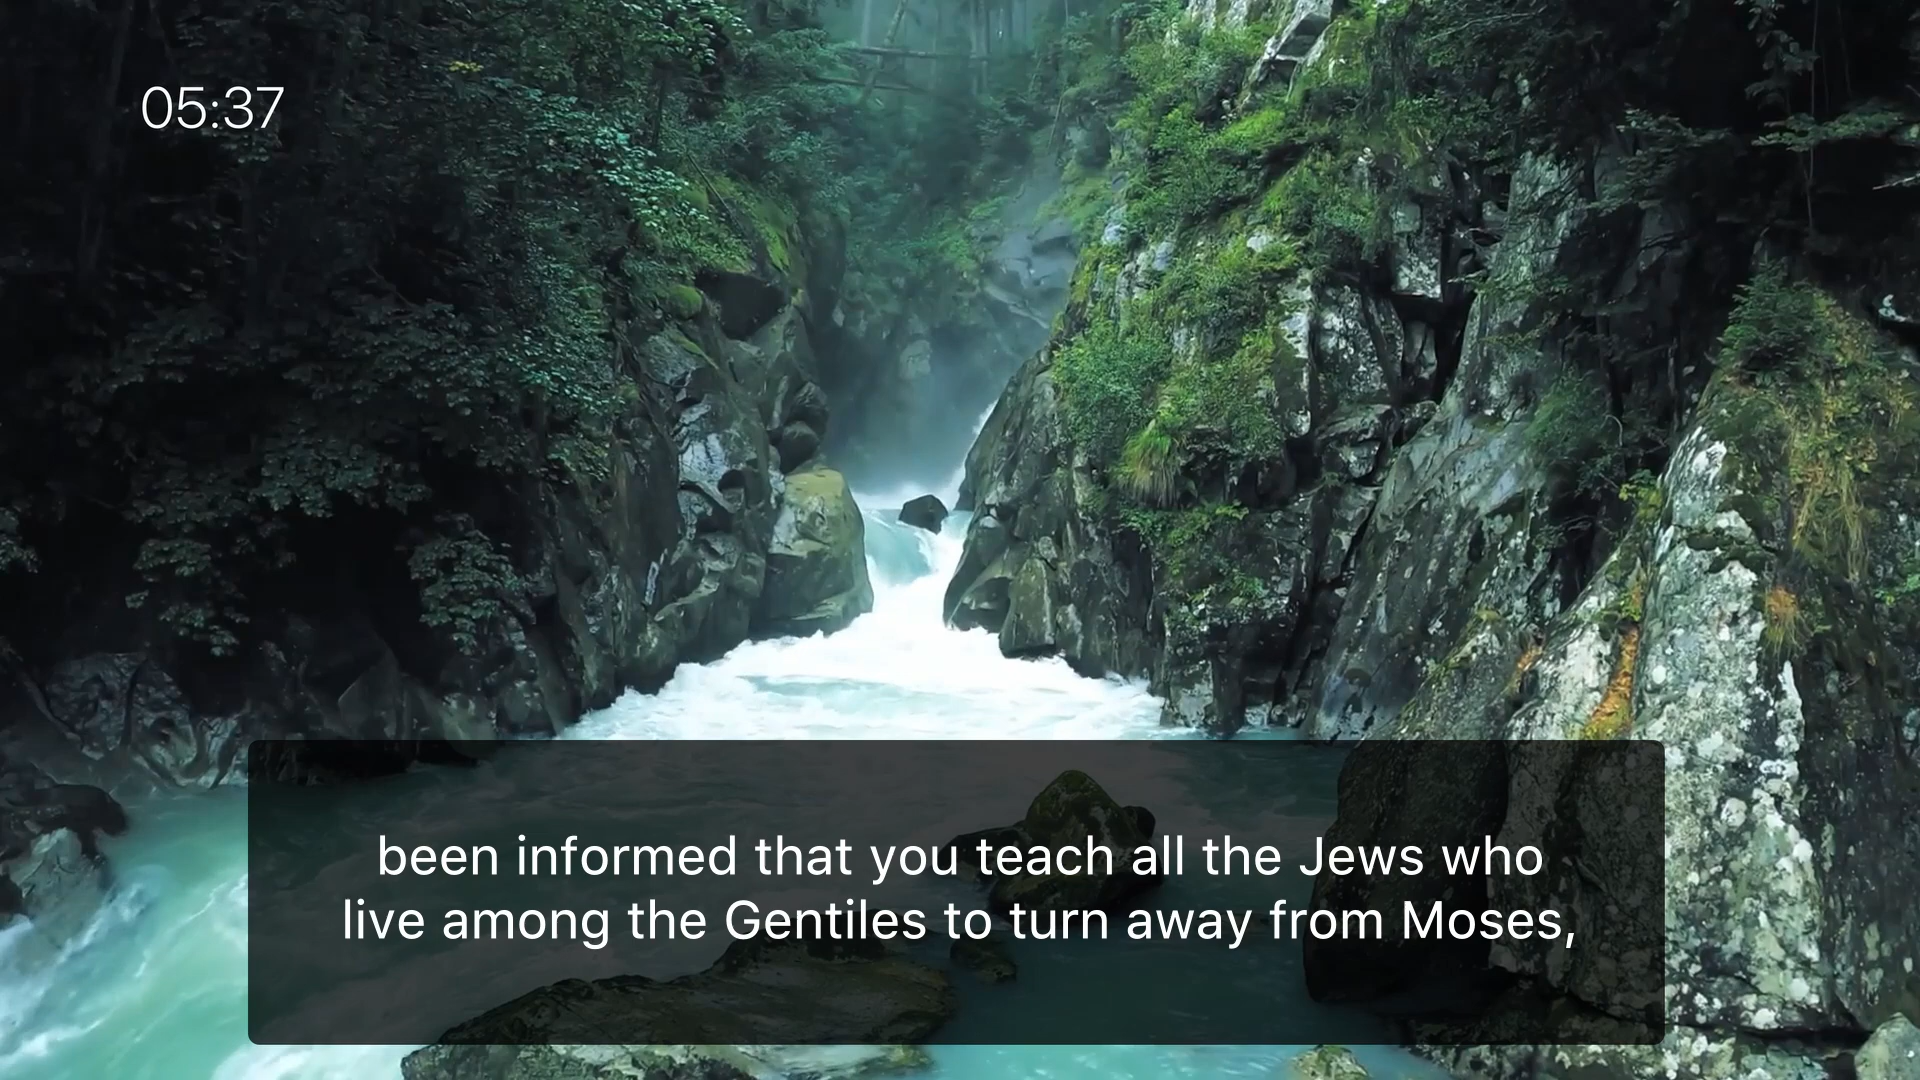 05:37
been informed that you teach all the Jews who
live among the Gentiles to turn away from Moses,